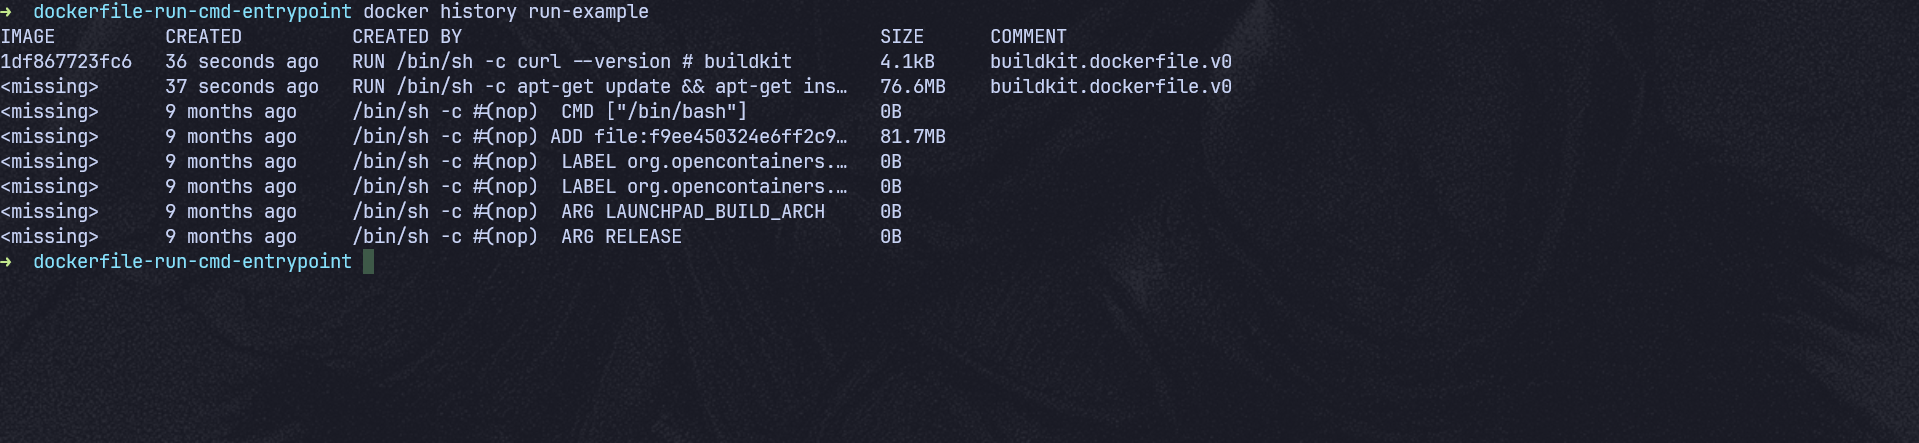 →  dockerfile-run-cmd-entrypoint docker history run-example
IMAGE          CREATED          CREATED BY                                      SIZE      COMMENT
1df867723fc6   36 seconds ago   RUN /bin/sh -c curl --version # buildkit        4.1kB     buildkit.dockerfile.v0
<missing>      37 seconds ago   RUN /bin/sh -c apt-get update && apt-get ins…   76.6MB    buildkit.dockerfile.v0
<missing>      9 months ago     /bin/sh -c #(nop)  CMD ["/bin/bash"]            0B
<missing>      9 months ago     /bin/sh -c #(nop) ADD file:f9ee450324e6ff2c9…   81.7MB
<missing>      9 months ago     /bin/sh -c #(nop)  LABEL org.opencontainers.…   0B
<missing>      9 months ago     /bin/sh -c #(nop)  LABEL org.opencontainers.…   0B
<missing>      9 months ago     /bin/sh -c #(nop)  ARG LAUNCHPAD_BUILD_ARCH     0B
<missing>      9 months ago     /bin/sh -c #(nop)  ARG RELEASE                  0B
→  dockerfile-run-cmd-entrypoint